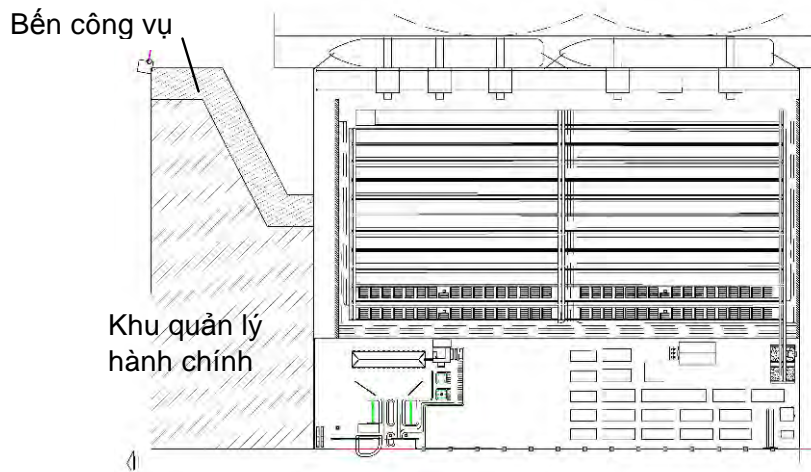 Bến công vụ
Khu quản lý
hành chính